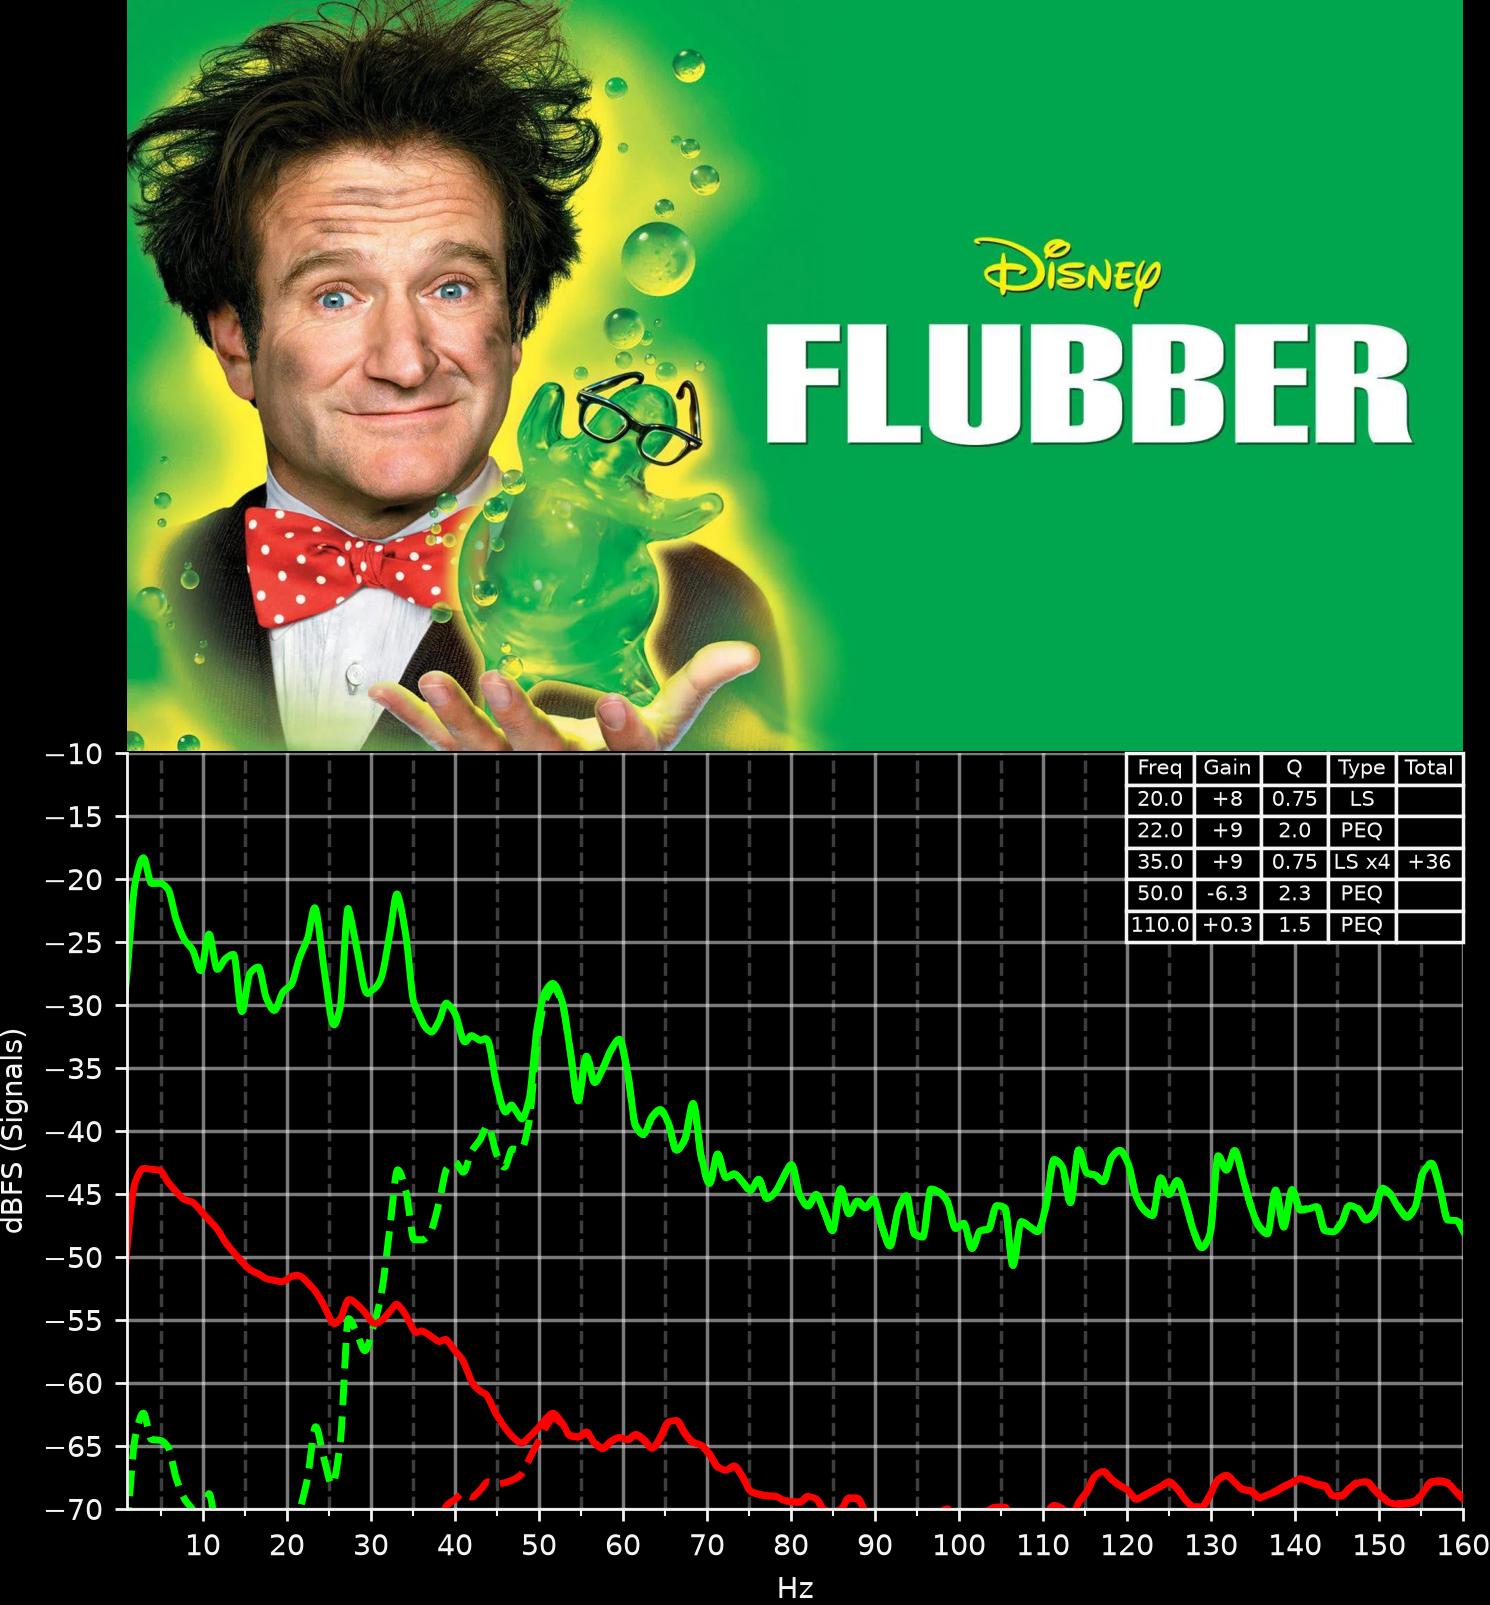 Disney
FLUBBER
Freq Gain Q Type Total
20.0 +8 0.75 LS
22.0 +9 2.0 PEQ
35.0 +9 0.75 LS x4 +36
50.0 -6.3 2.3 PEQ
110.0 +0.3 1.5 PEQ
−10
−15
−20
−25
−30
−35
−40
−45
−50
−55
−60
−65
−70
dBFS (Signals)
10 20 30 40 50 60 70 80 90 100 110 120 130 140 150 160
Hz